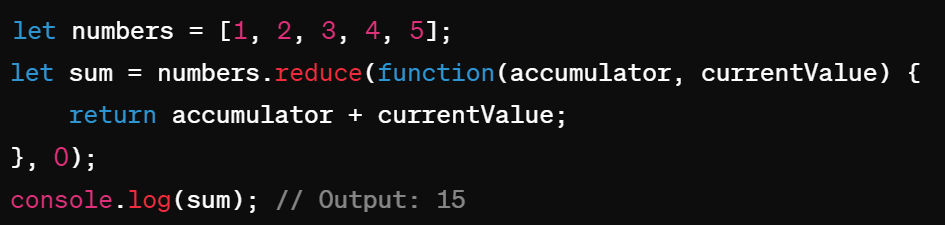 let numbers = [1, 2, 3, 4, 5];
let sum = numbers.reduce(function(accumulator, currentValue) {
    return accumulator + currentValue;
}, 0);
console.log(sum); // Output: 15